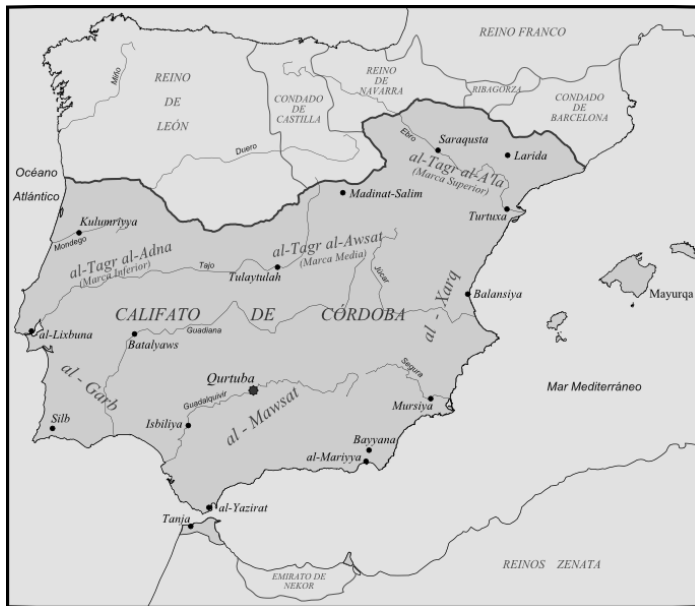 REINO FRANCO
REINO
DE
LEÓN
Miño
CONDADO
DE
CASTILLA
REINO
DE
NAVARRA
RIBAGORZA
CONDADO
DE
BARCELONA
Duero
Ebro
Saraqusta
Larida
al-Tagr al-A'la
(Marca Superior)
Océano
Atlántico
Madinat-Salim
Turtuxa
Kulumriyya
Mondego
al-Tagr al-Adna
(Marca Inferior)
al-Tagr al-Awsat
(Marca Media)
Tajo
Tulaytulah
Júcar
Balansiya
Mayurqa
al - Xarq
CALIFATO DE CÓRDOBA
al-Lixbuna
Batalyaws
Guadiana
al - Garb
Qurtuba
Segura
Mar Mediterráneo
Guadalquivir
al - Mawsat
Mursiya
Silb
Isbiliya
Bayyana
al-Mariyya
al-Yazirat
Tanja
EMIRATO DE
NEKOR
REINOS ZENATA